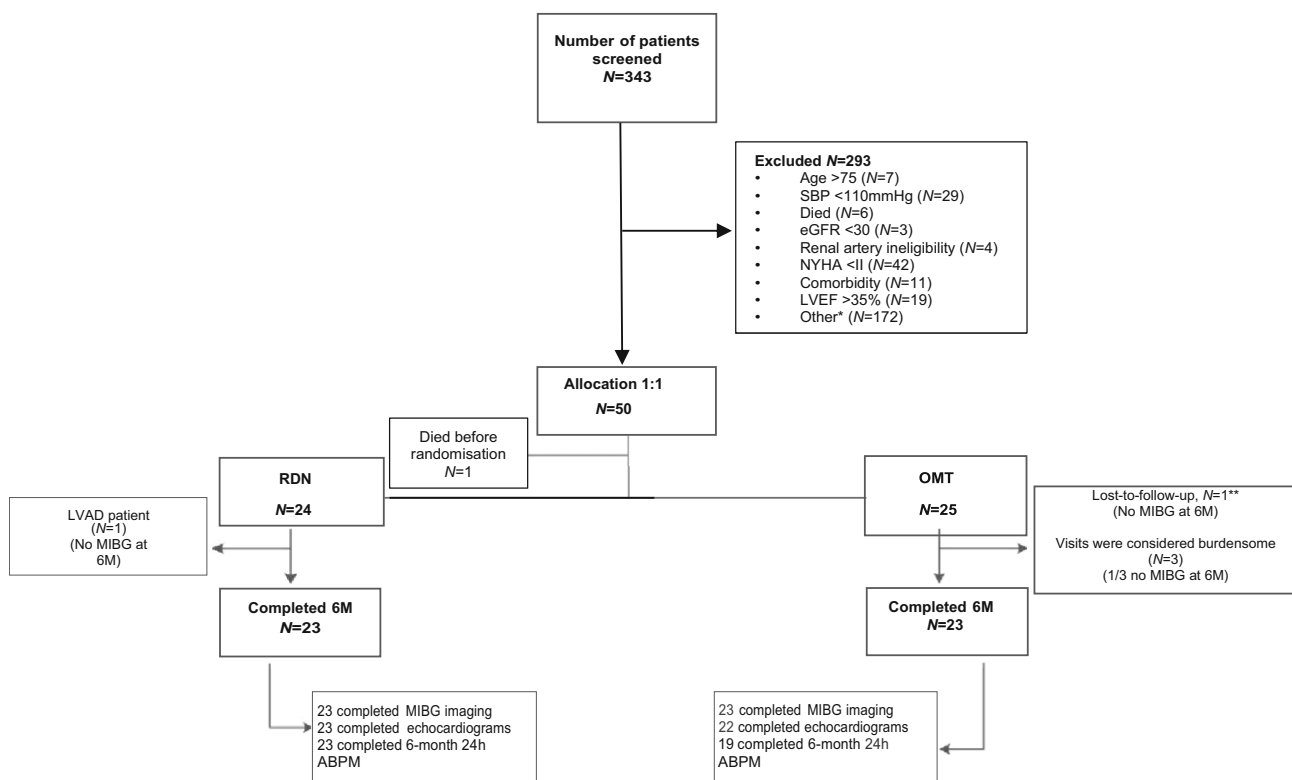 Number of patients
screened
N=343
Excluded N=293
• Age >75 (N=7)
• SBP <110mmHg (N=29)
• Died (N=6)
• eGFR <30 (N=3)
• Renal artery ineligibility (N=4)
• NYHA <II (N=42)
• Comorbidity (N=11)
• LVEF >35% (N=19)
• Other* (N=172)
Allocation 1:1
N=50
Died before
randomisation
N=1
RDN
N=24
OMT
N=25
LVAD patient
(N=1)
(No MIBG at
6M)
Lost-to-follow-up, N=1**
(No MIBG at 6M)
Visits were considered burdensome
(N=3)
(1/3 no MIBG at 6M)
Completed 6M
N=23
Completed 6M
N=23
23 completed MIBG imaging
23 completed echocardiograms
23 completed 6-month 24h
ABPM
23 completed MIBG imaging
22 completed echocardiograms
19 completed 6-month 24h
ABPM